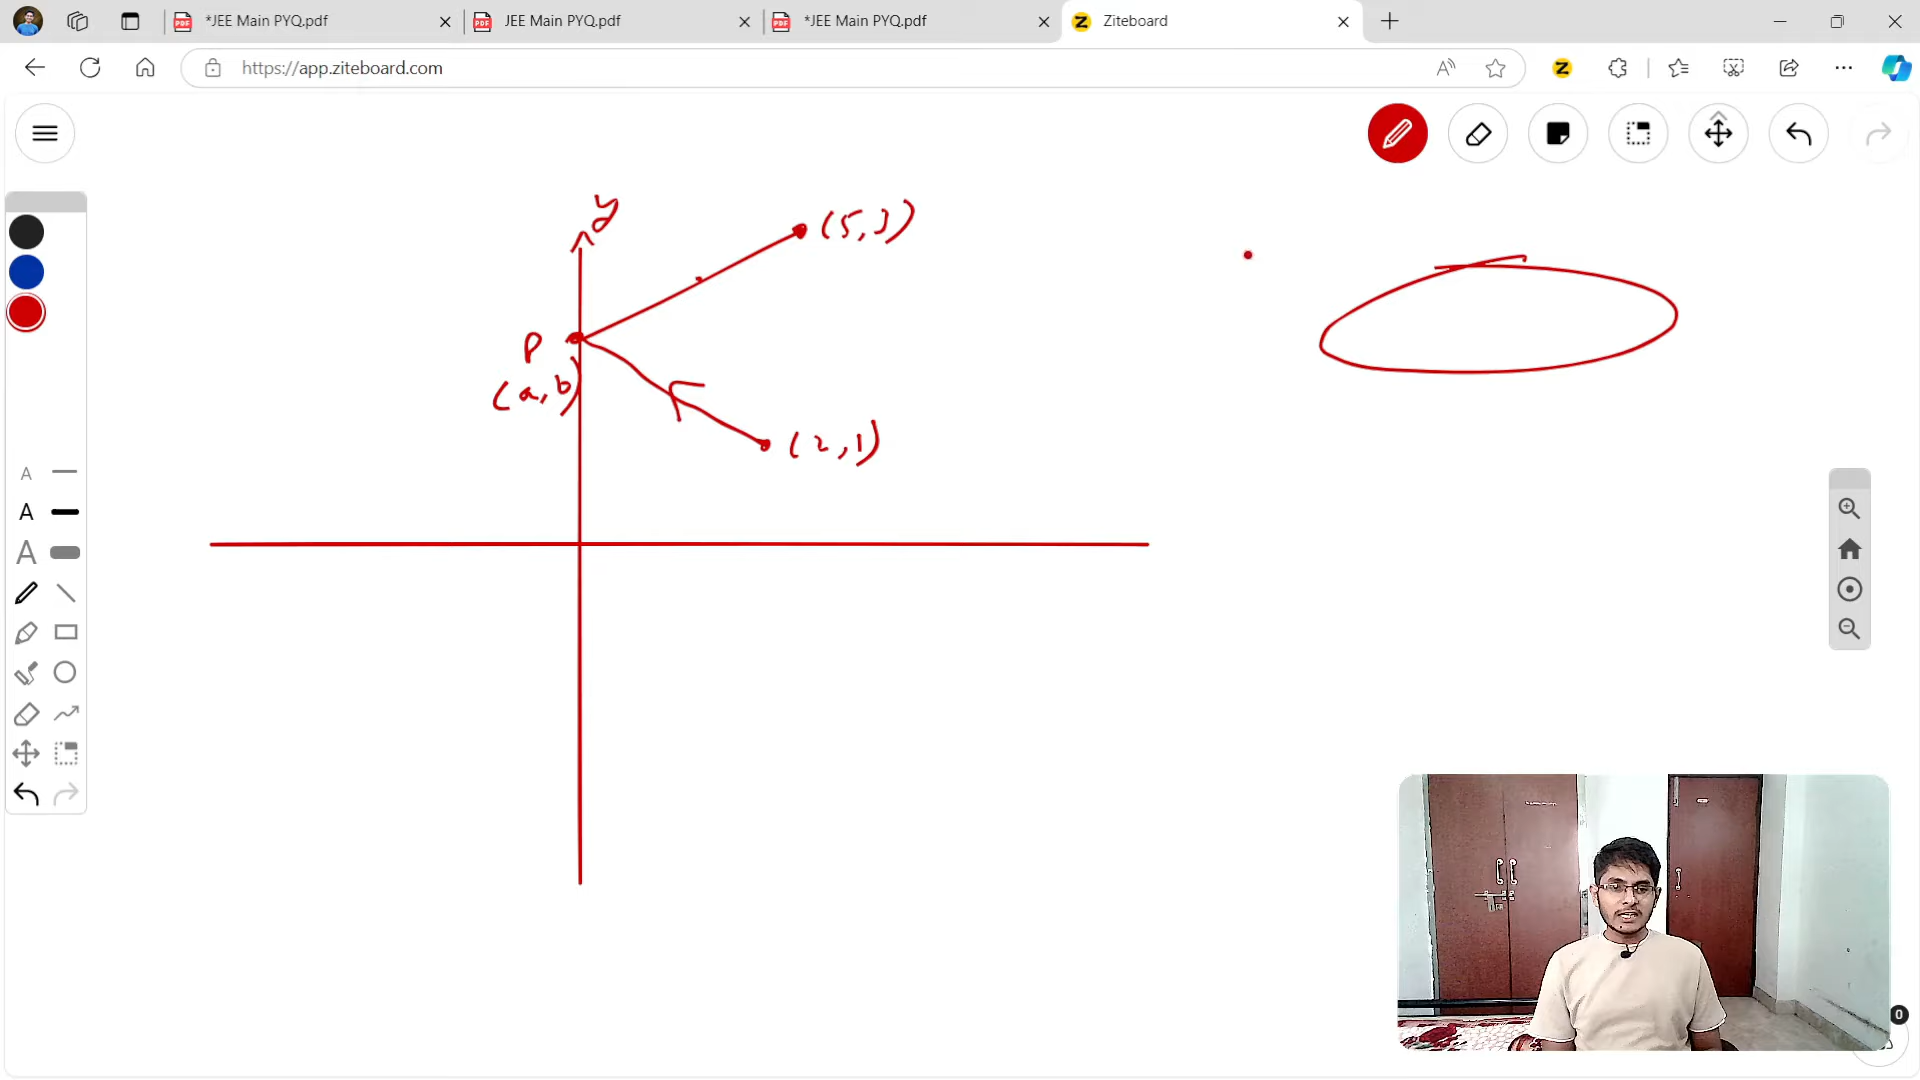 *JEE Main PYQ.pdf
JEE Main PYQ.pdf
*JEE Main PYQ.pdf
Ziteboard
https://app.ziteboard.com
y
(5,3)
P
(a,b)
(2,1)
A
A
A
0